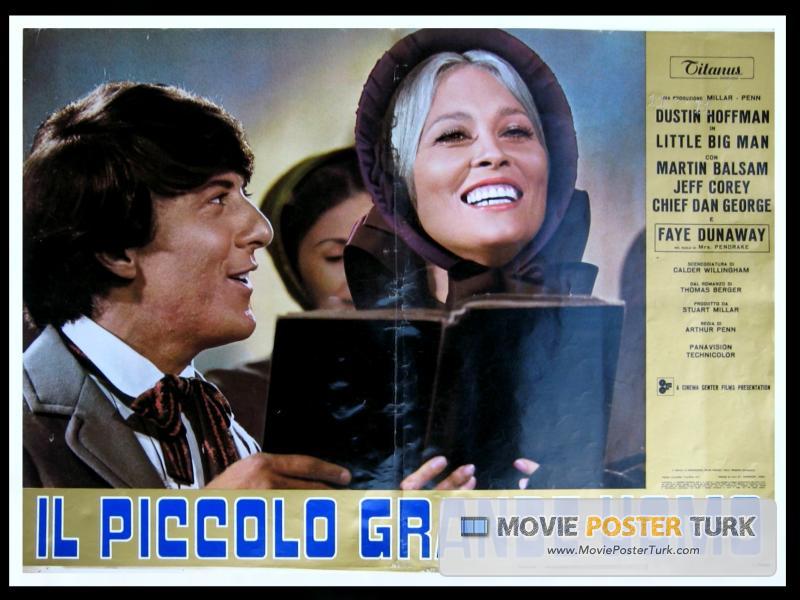 Titanus
UNA PRODUZIONE MILLAR - PENN
DUSTIN HOFFMAN
in
LITTLE BIG MAN
CON
MARTIN BALSAM
JEFF COREY
CHIEF DAN GEORGE
E
FAYE DUNAWAY
NEL RUOLO DI Mrs. PENDRAKE
SCENEGGIATURA DI
CALDER WILLINGHAM
DAL ROMANZO DI
THOMAS BERGER
PRODOTTO DA
STUART MILLAR
REGIA DI
ARTHUR PENN
PANAVISION
TECHNICOLOR
A CINEMA CENTER FILMS PRESENTATION
IL PICCOLO GRANDE UOMO
MOVIE POSTER TURK
www.MoviePosterTurk.com